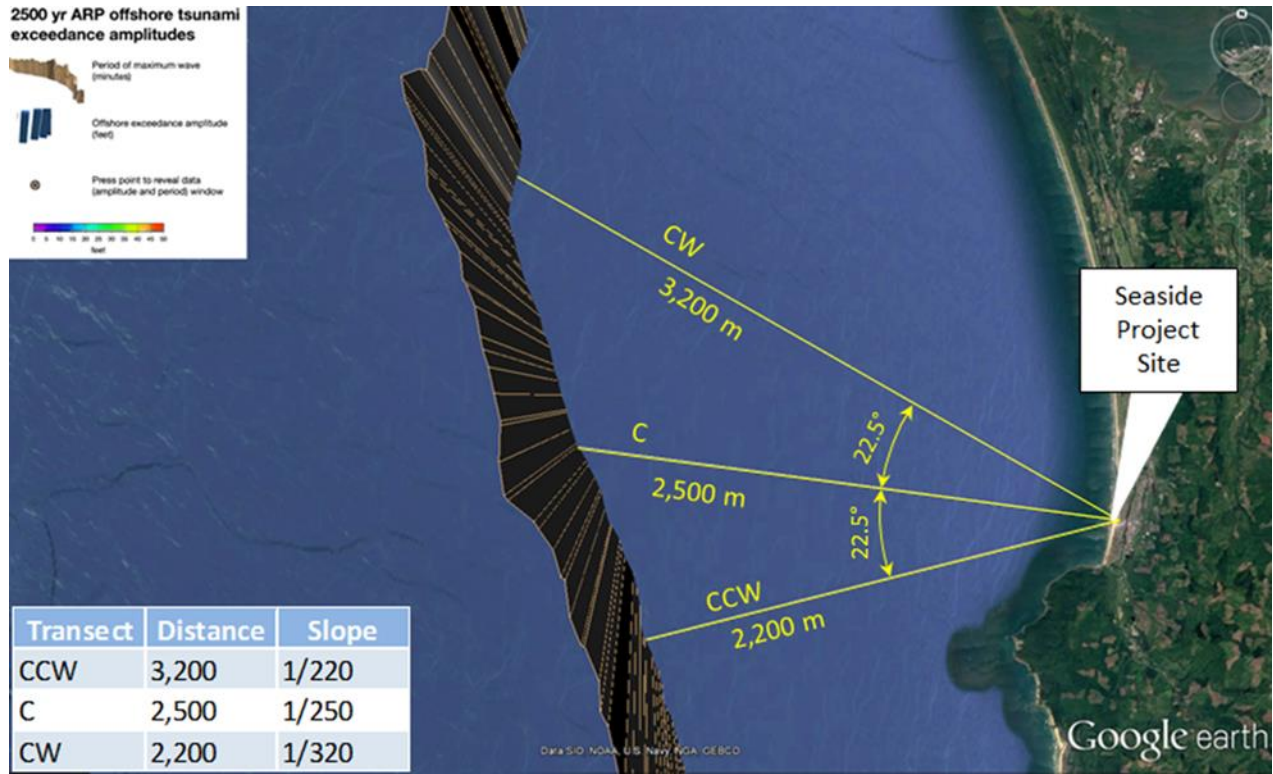 2500 yr ARP offshore tsunami
exceedance amplitudes
Period of maximum wave
(minutes)
Offshore exceedance amplitude
(feet)
Press point to reveal data
(amplitude and period) window
0 5 10 15 20 25 30 35 40 45 50
feet
N
CW
3,200 m
Seaside
Project
Site
22.5°
C
2,500 m
22.5°
CCW
2,200 m
Transect Distance Slope
CCW 3,200 1/220
C 2,500 1/250
CW 2,200 1/320
Data SIO, NOAA, U.S. Navy, NGA, GEBCO
Google earth